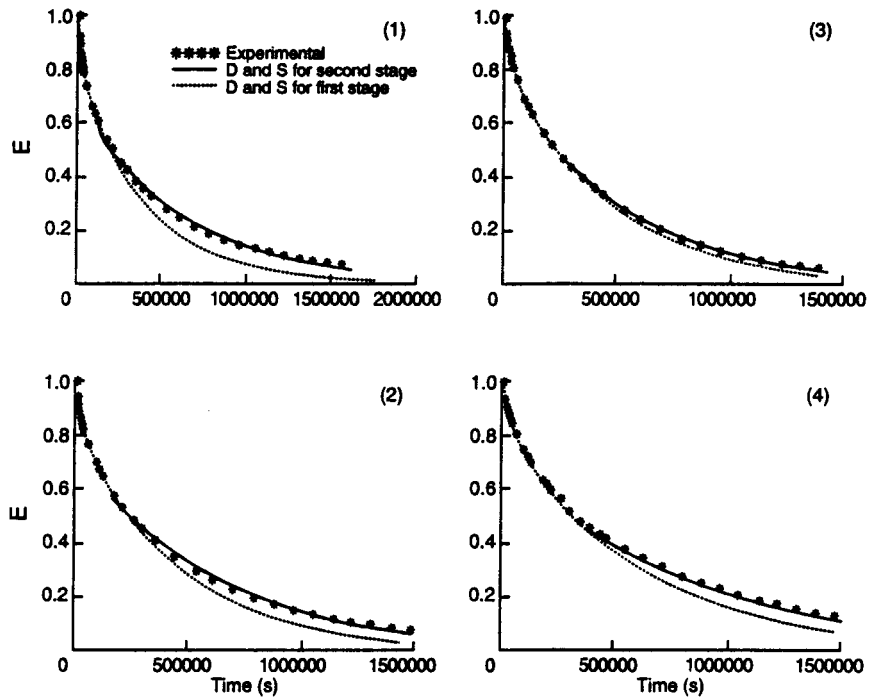 (1)
1.0
0.8
0.6
0.4
0.2
E
**** Experimental
D and S for second stage
D and S for first stage
0 500000 1000000 1500000 2000000
(3)
1.0
0.8
0.6
0.4
0.2
0 500000 1000000 1500000
(2)
1.0
0.8
0.6
0.4
0.2
E
0 500000 1000000 1500000
Time (s)
(4)
1.0
0.8
0.6
0.4
0.2
0 500000 1000000 1500000
Time (s)